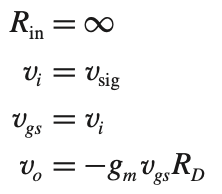 R_in = ∞
v_i = v_sig
v_gs = v_i
v_o = −g_m v_gs R_D